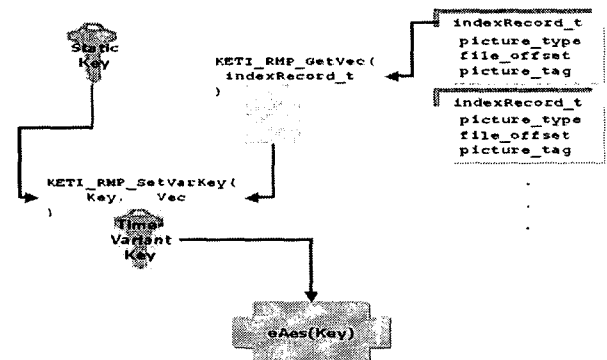 Static
Key
KETI_RMP_GetVec(
indexRecord_t
)
indexRecord_t
picture_type
file_offset
picture_tag
indexRecord_t
picture_type
file_offset
picture_tag
.
.
.
KETI_RMP_SetVarKey(
Key, Vec
)
Time
Variant
Key
eAes(Key)